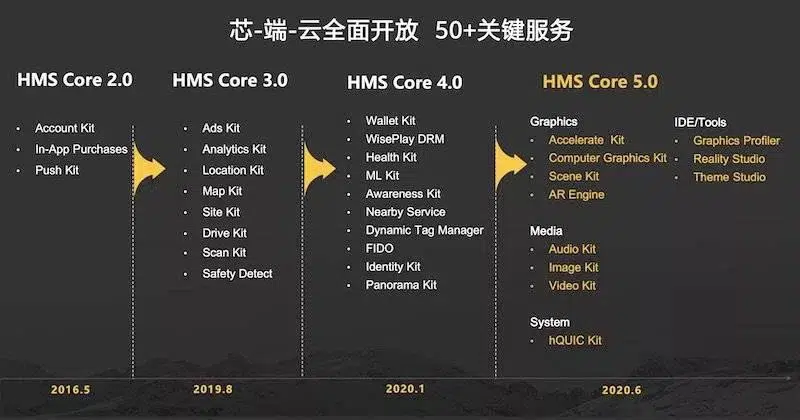 芯-端-云全面开放 50+关键服务
HMS Core 2.0
Account Kit
In-App Purchases
Push Kit
2016.5
HMS Core 3.0
Ads Kit
Analytics Kit
Location Kit
Map Kit
Site Kit
Drive Kit
Scan Kit
Safety Detect
2019.8
HMS Core 4.0
Wallet Kit
WisePlay DRM
Health Kit
ML Kit
Awareness Kit
Nearby Service
Dynamic Tag Manager
FIDO
Identity Kit
Panorama Kit
2020.1
HMS Core 5.0
Graphics
Accelerate Kit
Computer Graphics Kit
Scene Kit
AR Engine
Media
Audio Kit
Image Kit
Video Kit
System
hQUIC Kit
IDE/Tools
Graphics Profiler
Reality Studio
Theme Studio
2020.6